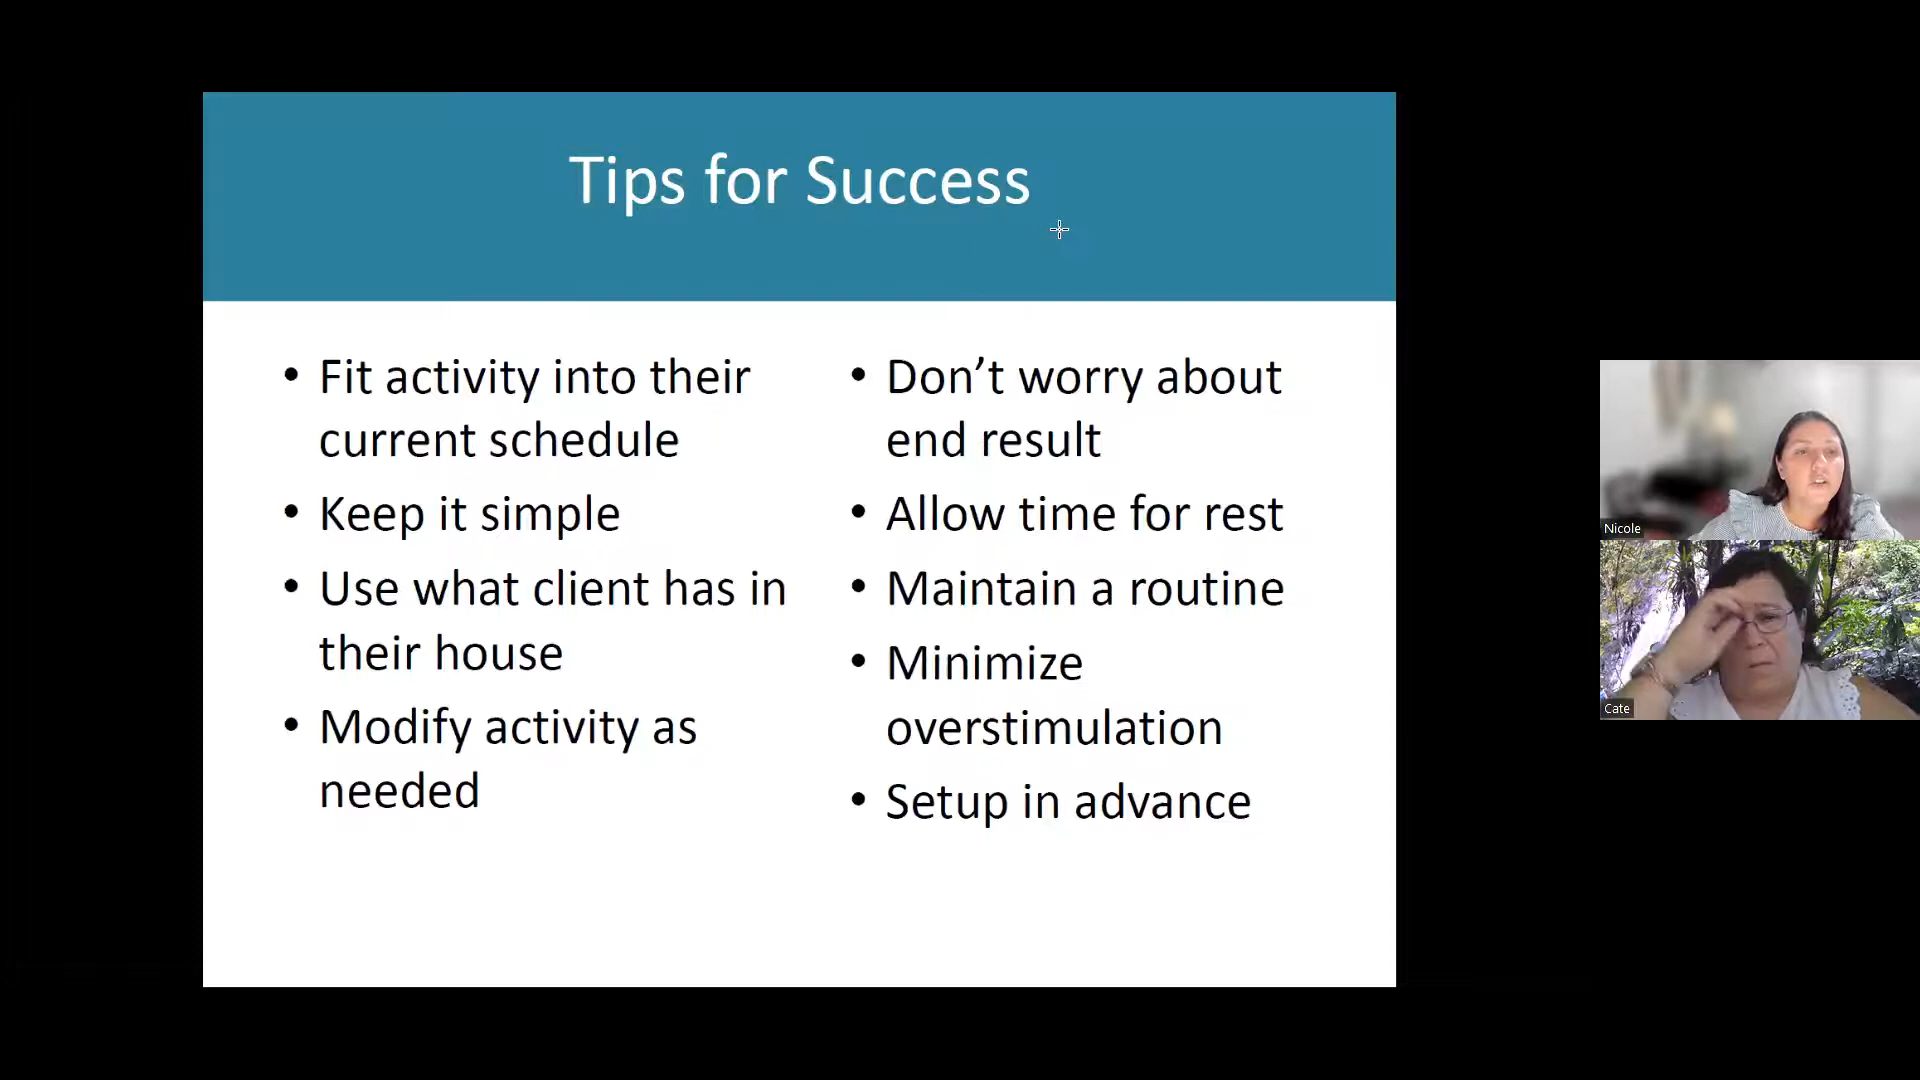 Tips for Success
• Fit activity into their
current schedule
• Keep it simple
• Use what client has in
their house
• Modify activity as
needed
• Don’t worry about
end result
• Allow time for rest
• Maintain a routine
• Minimize
overstimulation
• Setup in advance
Nicole
Cate